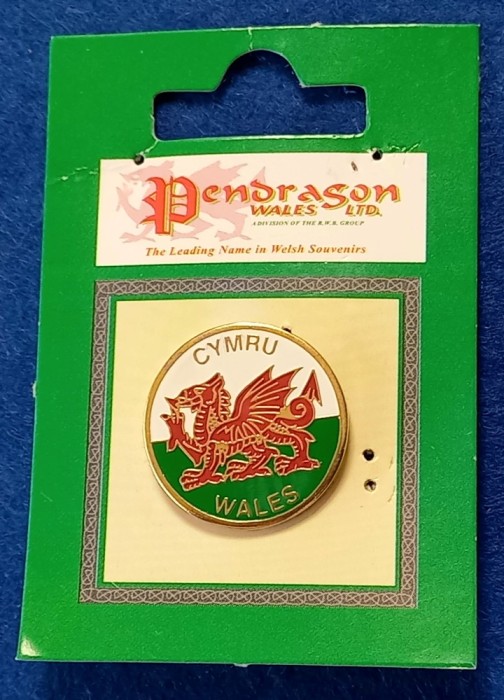 Pendragon
WALES LTD.
A DIVISION OF THE R.W.R. GROUP
The Leading Name in Welsh Souvenirs
CYMRU
WALES